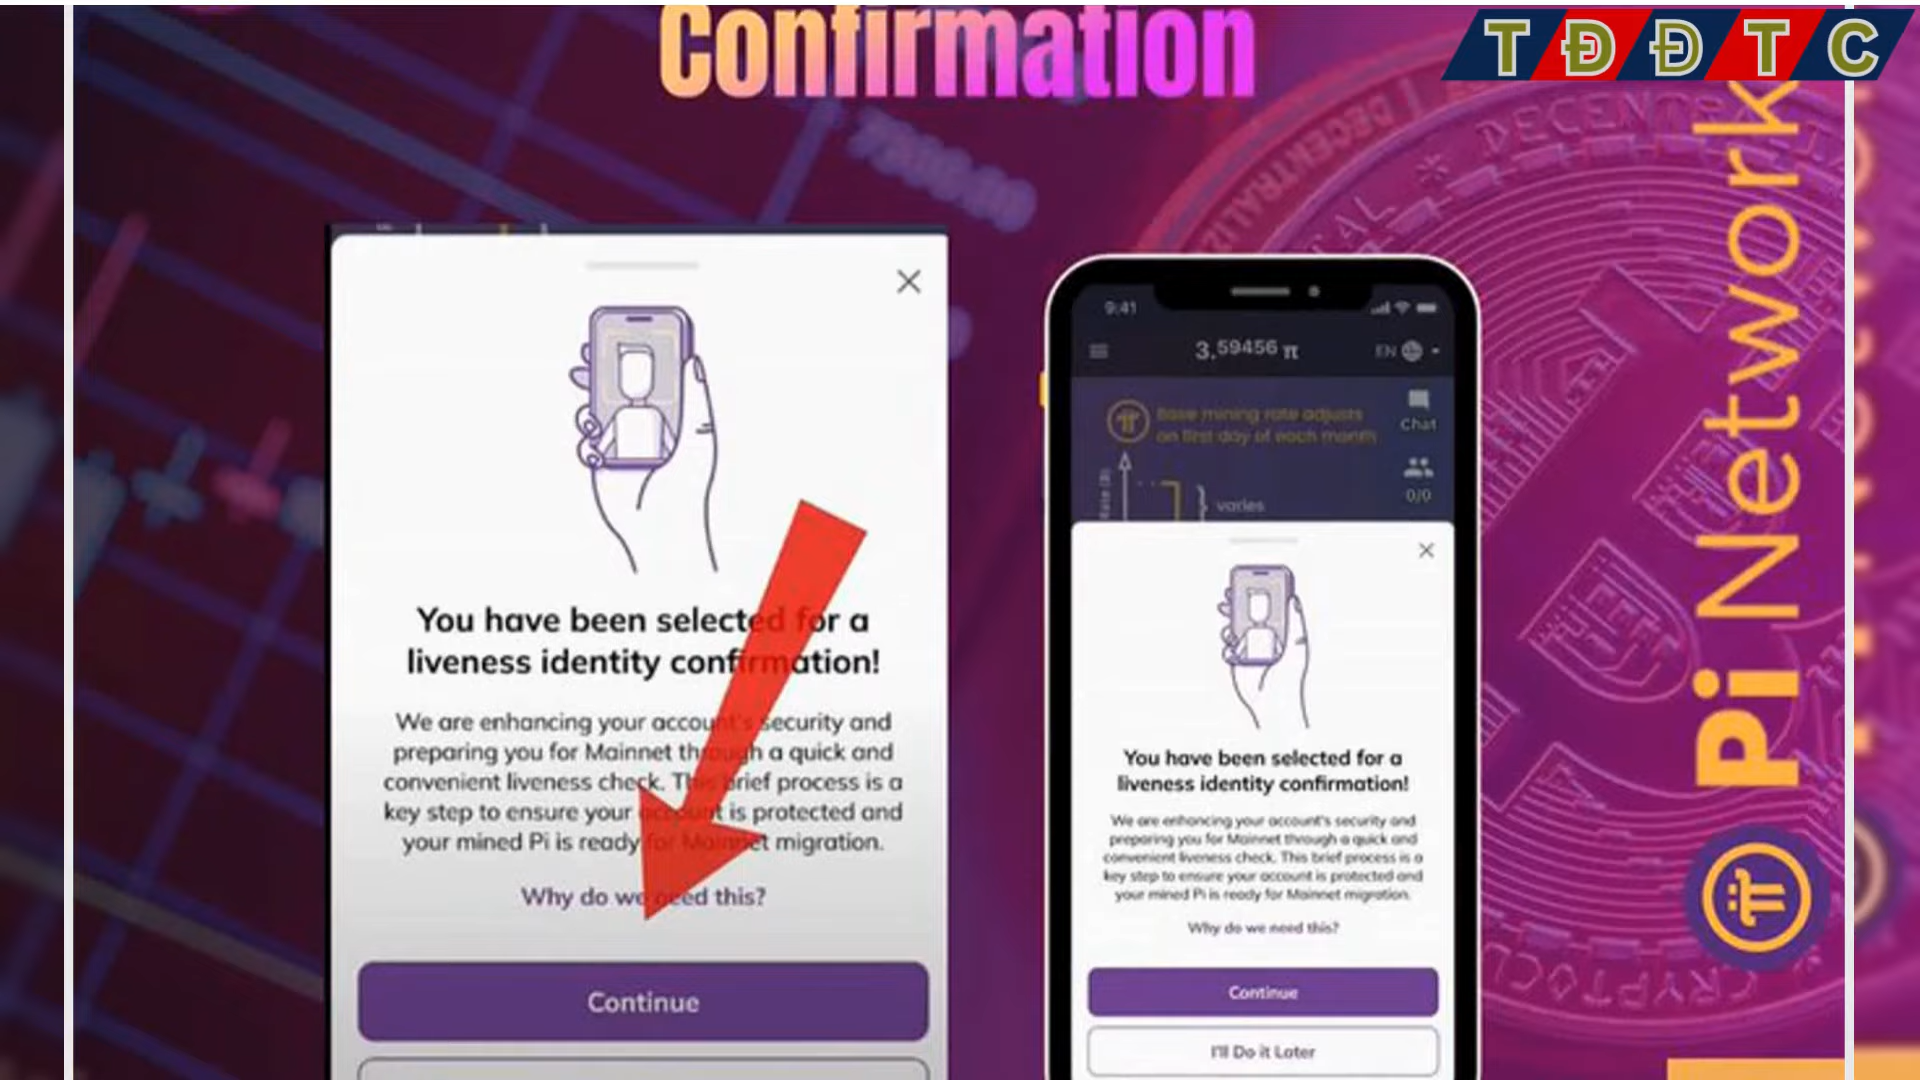 Confirmation
TĐĐTC
7300.00
DECENTRALIZ
DECENTRAL
You have been selected for a
liveness identity confirmation!
We are enhancing your account's security and
preparing you for Mainnet through a quick and
convenient liveness check. This brief process is a
key step to ensure your account is protected and
your mined Pi is ready for Mainnet migration.
Why do we need this?
Continue
9:41
3.59456 π
EN
Base mining rate adjusts
on first day of each month
Chat
0/0
Rate (B)
varies
You have been selected for a
liveness identity confirmation!
We are enhancing your account's security and
preparing you for Mainnet through a quick and
convenient liveness check. This brief process is a
key step to ensure your account is protected and
your mined Pi is ready for Mainnet migration.
Why do we need this?
Continue
I'll Do it Later
Pi Network